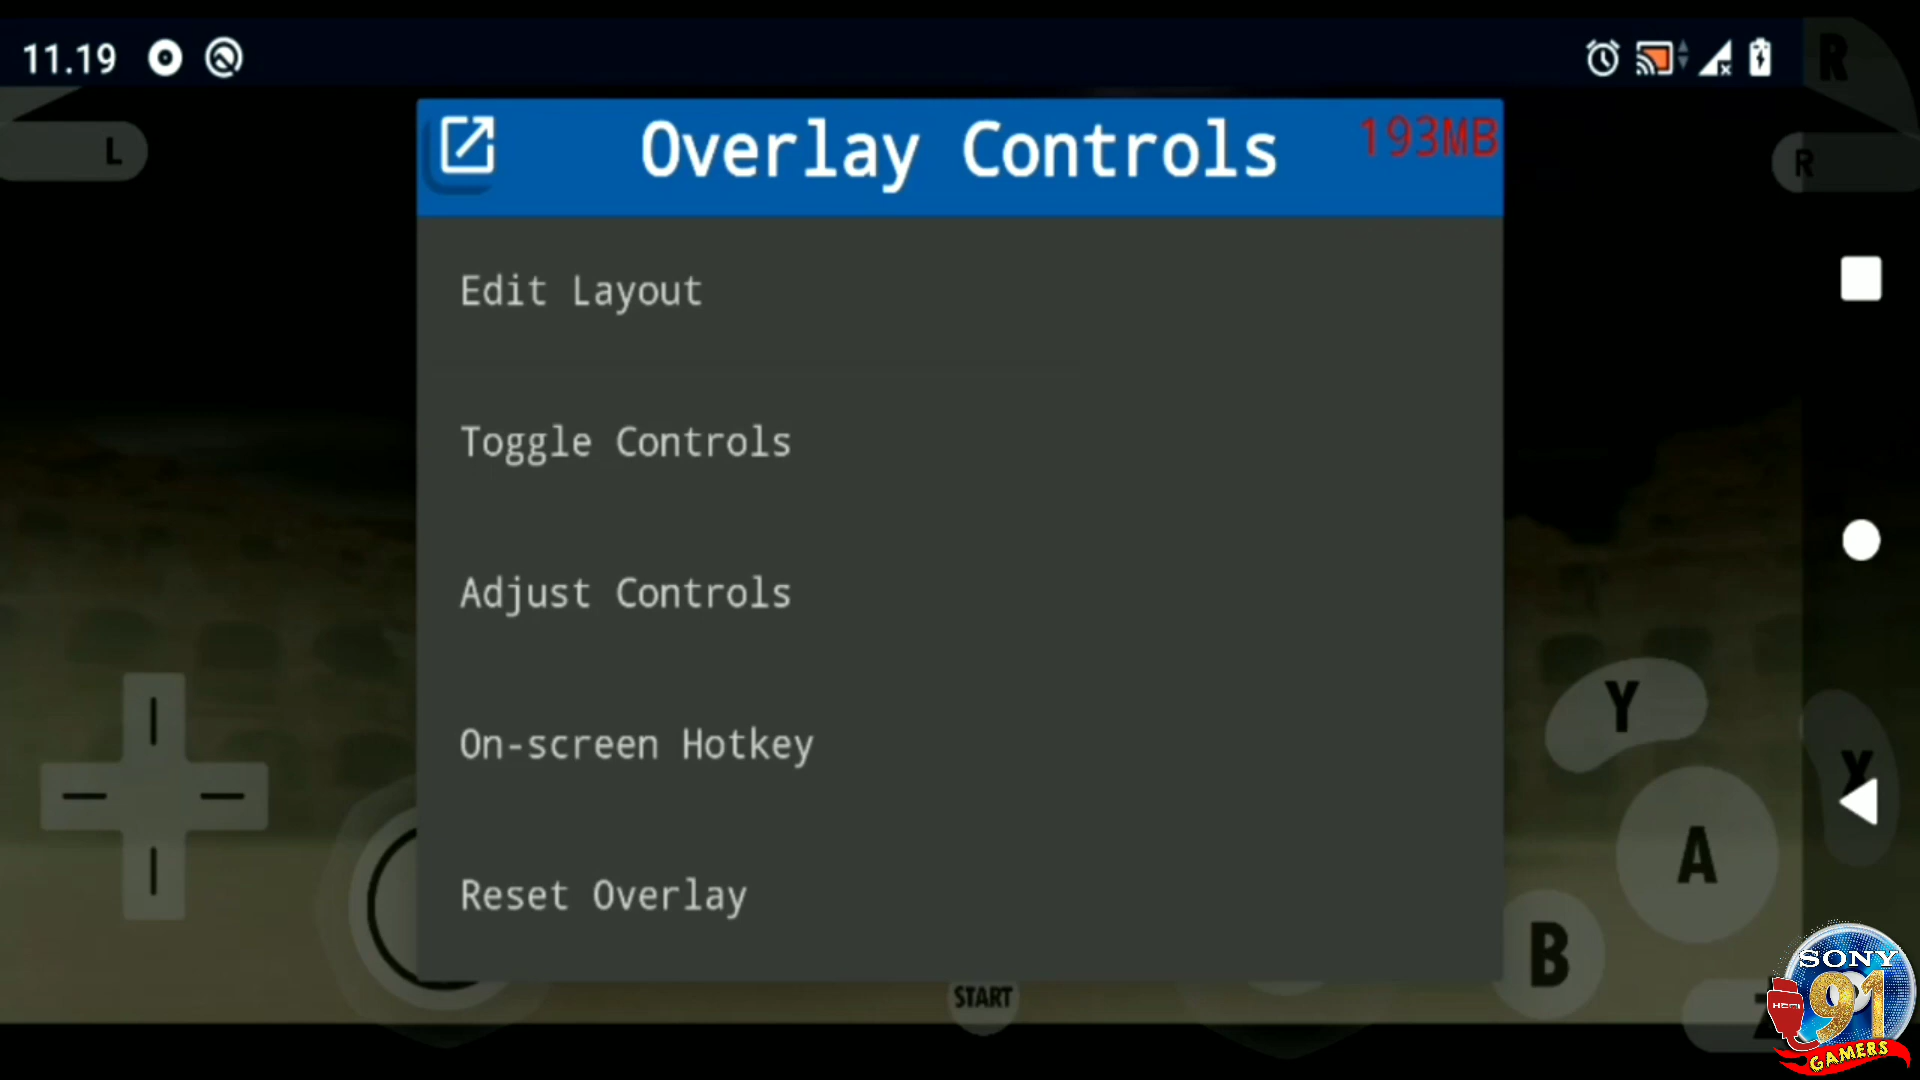 11.19
R
L
Overlay Controls
193MB
R
Edit Layout
Toggle Controls
Adjust Controls
On-screen Hotkey
Reset Overlay
Y
X
A
B
START
Z
SONY
HDMI
91
GAMERS